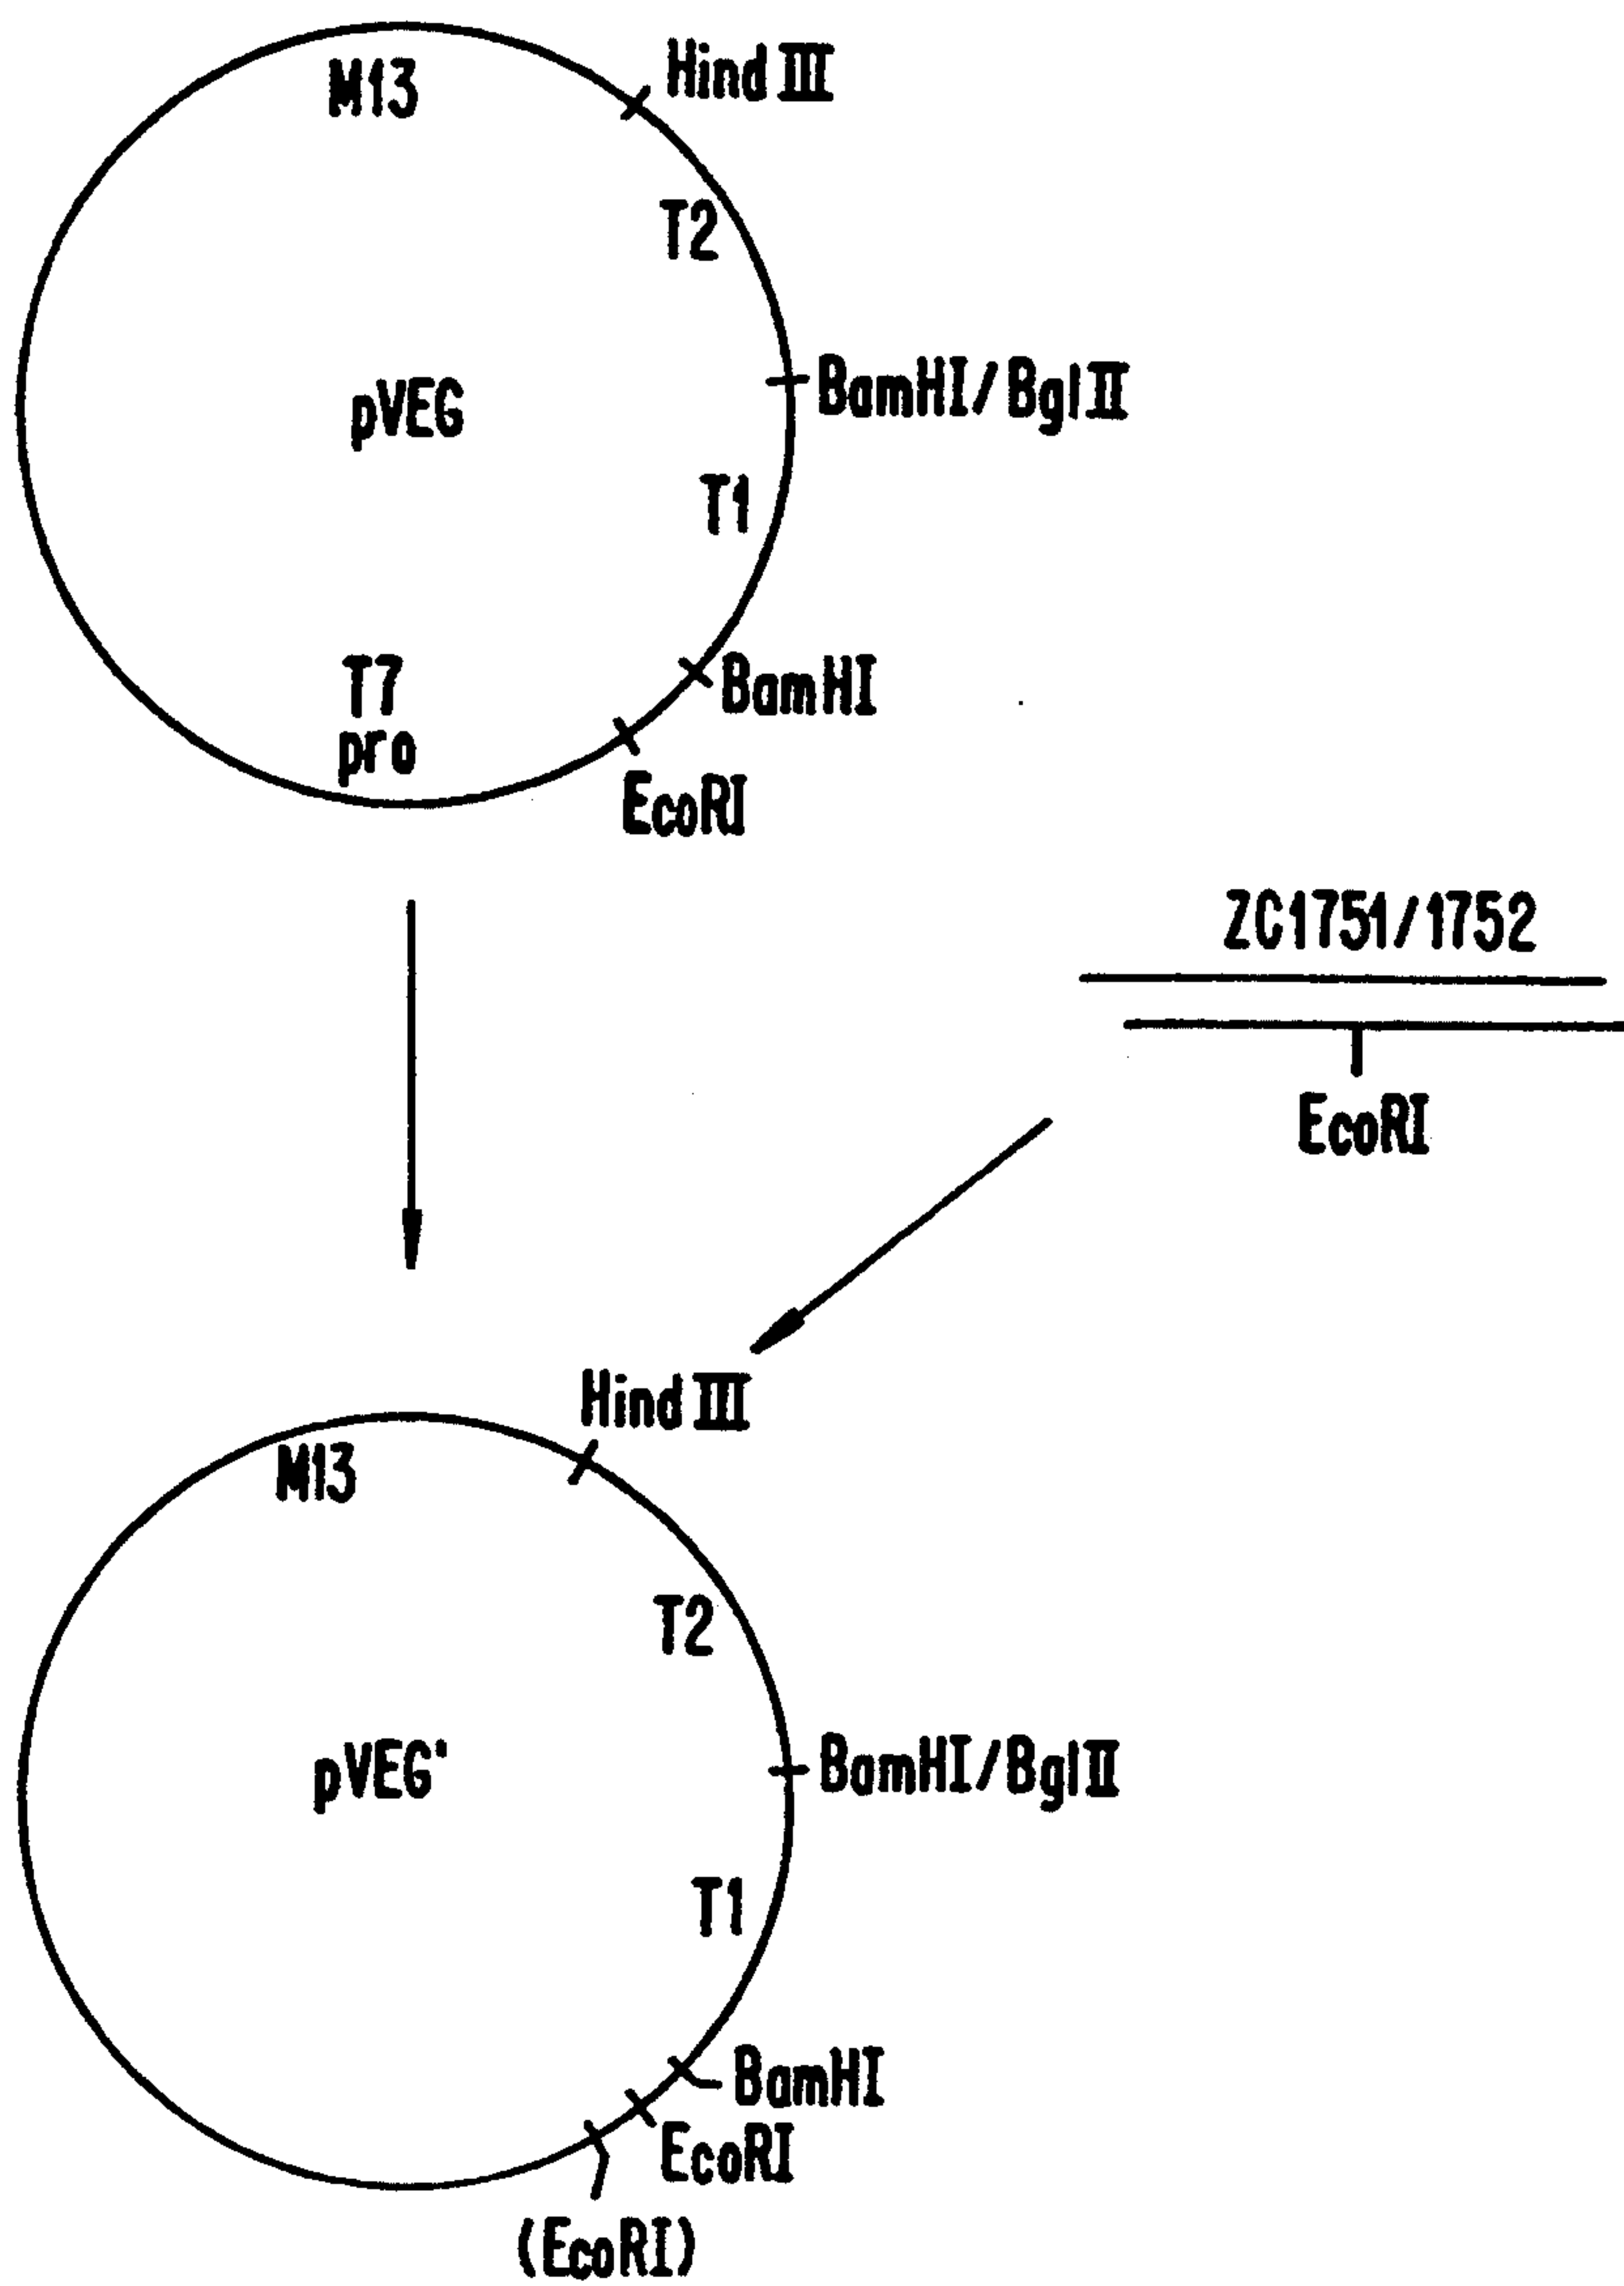 M13
Hind III
T2
pVEG
BamHI/BglII
T1
T7
pro
BamHI
EcoRI
ZC1751/1752
EcoRI
Hind III
M13
T2
pVEG'
BamHI/BglII
T1
BamHI
EcoRI
(EcoRI)